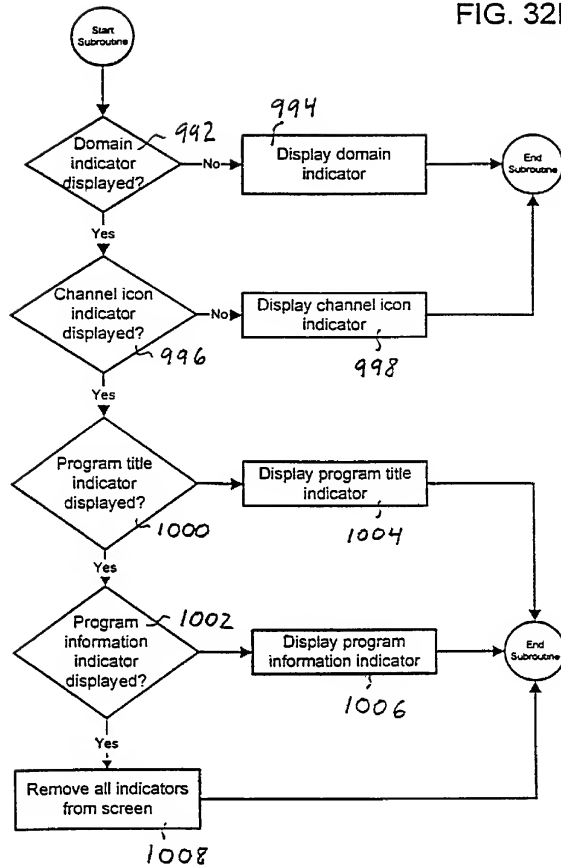 FIG. 32
Start
Subroutine
Domain
indicator
displayed?
992
No
994
Display domain
indicator
End
Subroutine
Yes
Channel icon
indicator
displayed?
996
No
Display channel icon
indicator
998
Yes
Program title
indicator
displayed?
1000
Display program title
indicator
1004
Yes
Program
information
indicator
displayed?
1002
Display program
information indicator
1006
End
Subroutine
Yes
Remove all indicators
from screen
1008